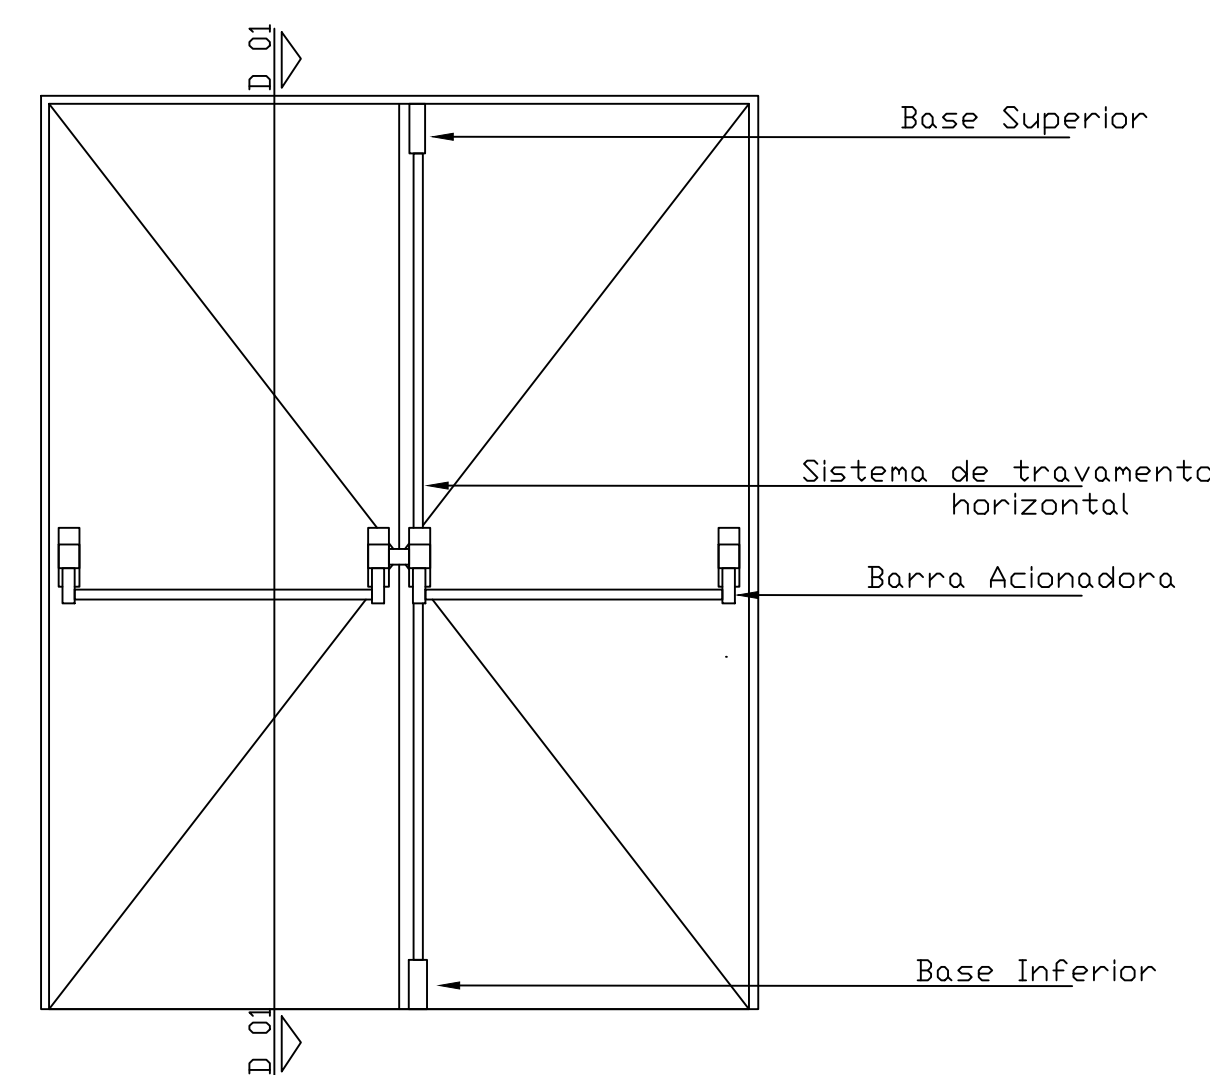 D 01
Base Superior
Sistema de travamento
horizontal
Barra Acionadora
Base Inferior
D 01